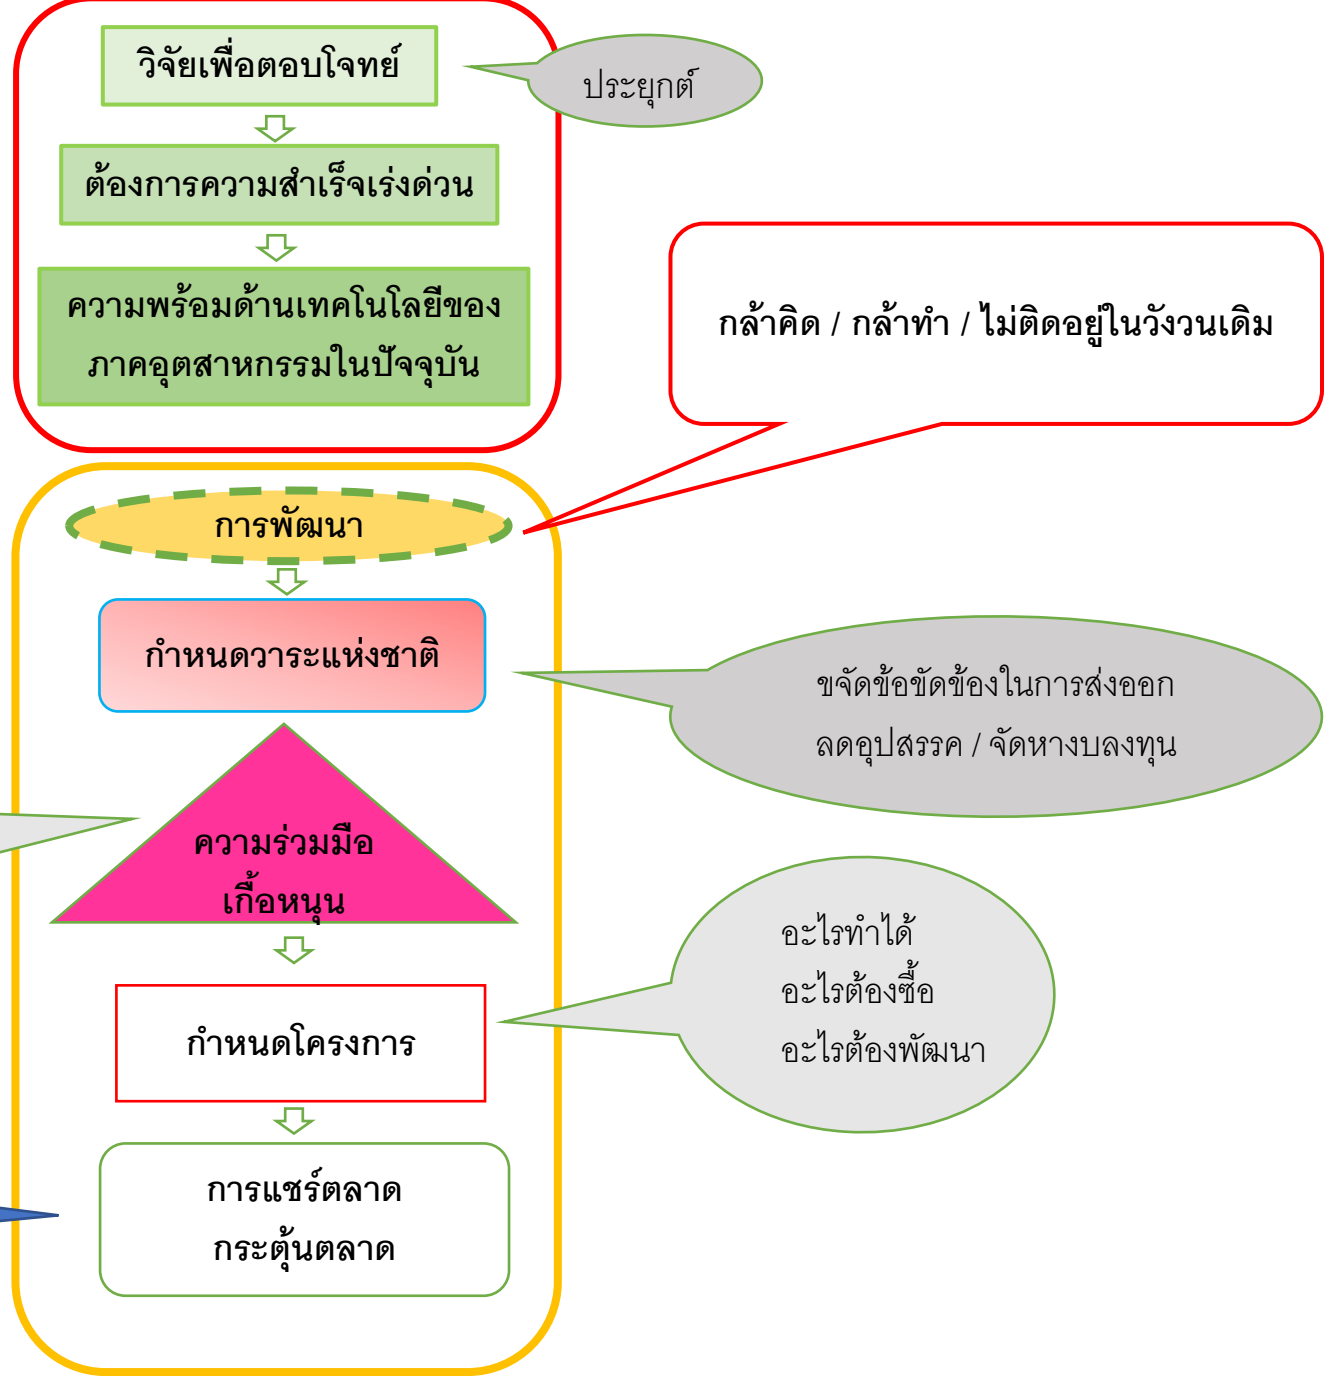 วิจัยเพื่อตอบโจทย์
ประยุกต์
ต้องการความสำเร็จเร่งด่วน
ความพร้อมด้านเทคโนโลยีของ
ภาคอุตสาหกรรมในปัจจุบัน
กล้าคิด / กล้าทำ / ไม่ติดอยู่ในวังวนเดิม
การพัฒนา
กำหนดวาระแห่งชาติ
ขจัดข้อขัดข้องในการส่งออก
ลดอุปสรรค / จัดหางบลงทุน
ความร่วมมือ
เกื้อหนุน
อะไรทำได้
อะไรต้องซื้อ
อะไรต้องพัฒนา
กำหนดโครงการ
การแชร์ตลาด
กระตุ้นตลาด